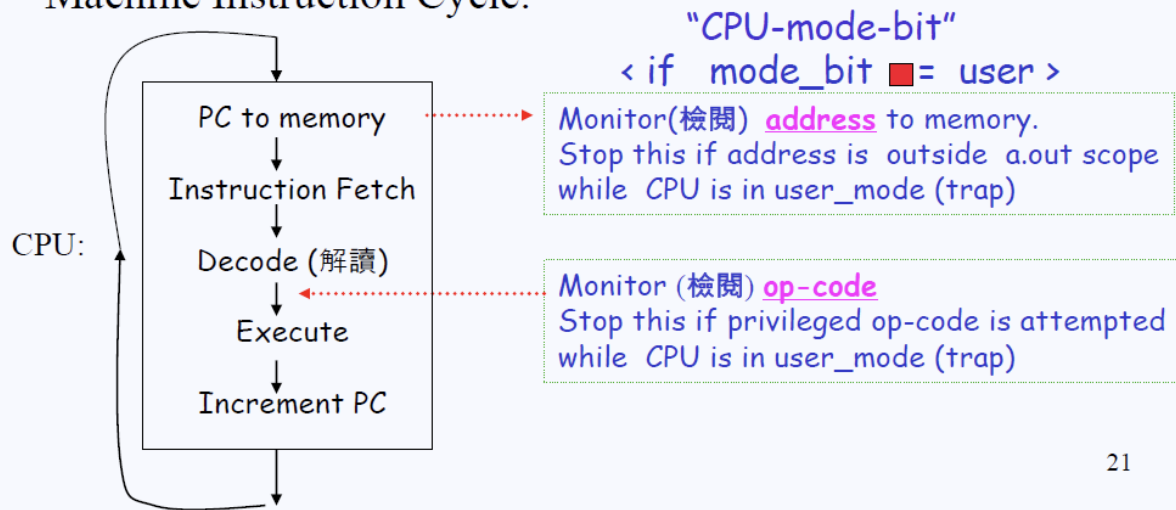 Machine Instruction Cycle:
"CPU-mode-bit"
< if mode_bit = user >
PC to memory
Instruction Fetch
Decode (解讀)
Execute
Increment PC
CPU:
Monitor(檢閱) address to memory.
Stop this if address is outside a.out scope
while CPU is in user_mode (trap)
Monitor (檢閱) op-code
Stop this if privileged op-code is attempted
while CPU is in user_mode (trap)
21